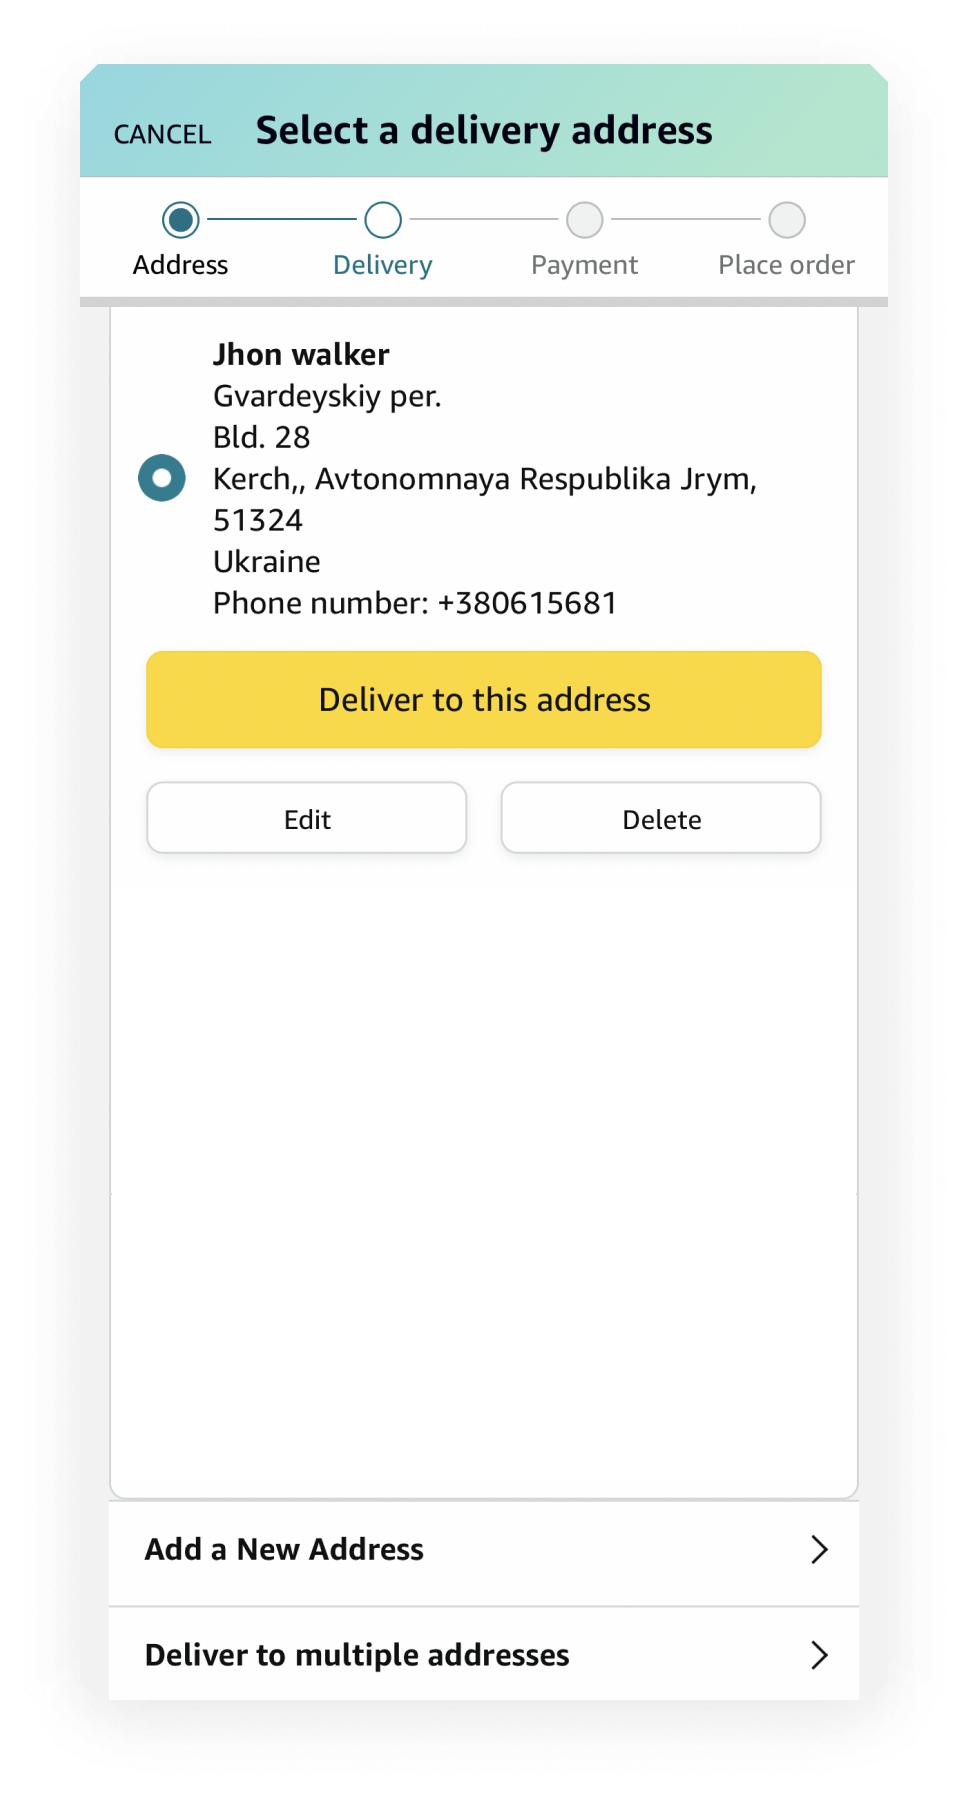 CANCEL Select a delivery address
Address Delivery Payment Place order
Jhon walker
Gvardeyskiy per.
Bld. 28
Kerch,, Avtonomnaya Respublika Jrym,
51324
Ukraine
Phone number: +380615681
Deliver to this address
Edit Delete
Add a New Address
Deliver to multiple addresses